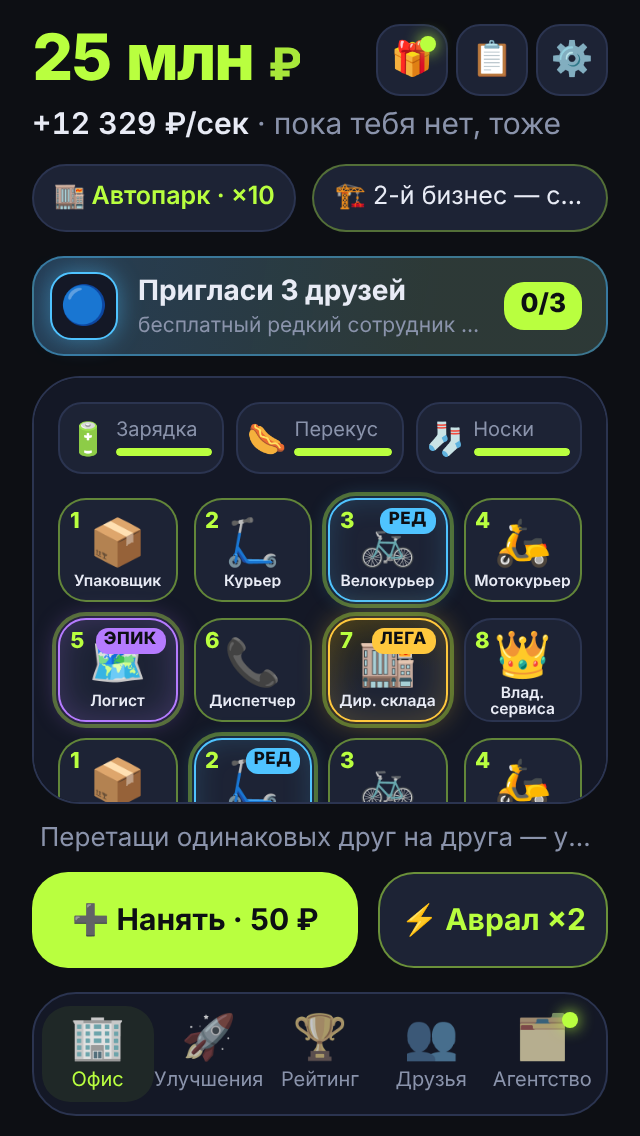 25 млн ₽
+12 329 ₽/сек · пока тебя нет, тоже
Автопарк · ×10
2-й бизнес — с...
Пригласи 3 друзей
бесплатный редкий сотрудник ...
0/3
Зарядка
Перекус
Носки
1
Упаковщик
2
Курьер
3
РЕД
Велокурьер
4
Мотокурьер
5
ЭПИК
Логист
6
Диспетчер
7
ЛЕГА
Дир. склада
8
Влад.
сервиса
1
2
РЕД
3
4
Перетащи одинаковых друг на друга — у...
Нанять · 50 ₽
Аврал ×2
Офис
Улучшения
Рейтинг
Друзья
Агентство